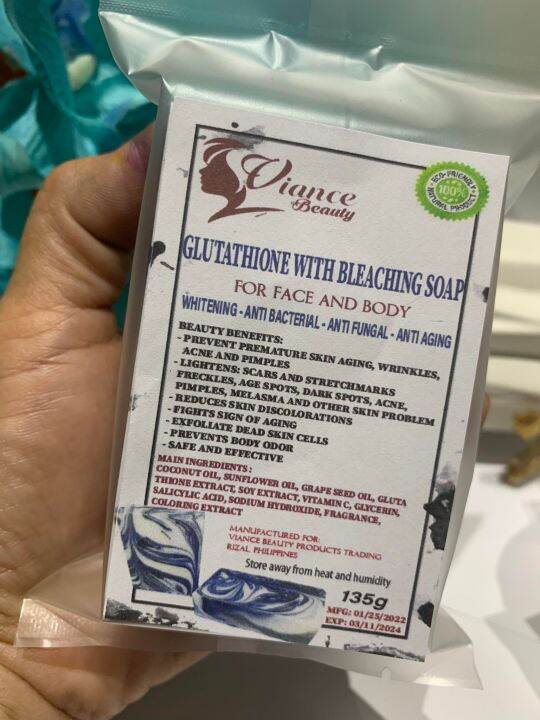 Viance
Beauty
ECO-FRIENDLY
100%
NATURAL PRODUCT
GLUTATHIONE WITH BLEACHING SOAP
FOR FACE AND BODY
WHITENING - ANTI BACTERIAL - ANTI FUNGAL - ANTI AGING
BEAUTY BENEFITS:
- PREVENT PREMATURE SKIN AGING, WRINKLES,
ACNE AND PIMPLES
- LIGHTENS: SCARS AND STRETCHMARKS
FRECKLES, AGE SPOTS, DARK SPOTS, ACNE,
PIMPLES, MELASMA AND OTHER SKIN PROBLEM
- REDUCES SKIN DISCOLORATIONS
- FIGHTS SIGN OF AGING
- EXFOLIATE DEAD SKIN CELLS
- PREVENTS BODY ODOR
- SAFE AND EFFECTIVE
MAIN INGREDIENTS :
COCONUT OIL, SUNFLOWER OIL, GRAPE SEED OIL, GLUTA
THIONE EXTRACT, SOY EXTRACT, VITAMIN C, GLYCERIN,
SALICYLIC ACID, SODIUM HYDROXIDE, FRAGRANCE,
COLORING EXTRACT
MANUFACTURED FOR:
VIANCE BEAUTY PRODUCTS TRADING
RIZAL PHILIPPINES
Store away from heat and humidity
135g
MFG: 01/25/2022
EXP: 03/11/2024